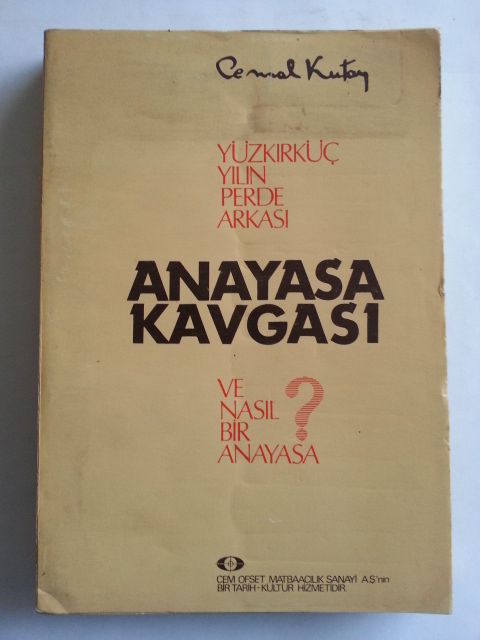 Cemal Kutay
YÜZKIRKÜÇ
YILIN
PERDE
ARKASI
ANAYASA
KAVGASI
VE
NASIL
BİR
ANAYASA
?
CEM OFSET MATBAACILIK SANAYİ A.Ş'nin
BİR TARİH-KÜLTÜR HİZMETİDİR.